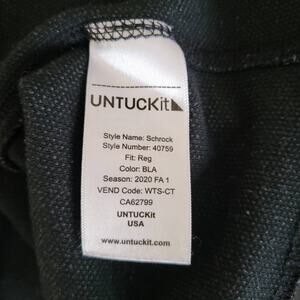 UNTUCKit
Style Name: Schrock
Style Number: 40759
Fit: Reg
Color: BLA
Season: 2020 FA 1
VEND Code: WTS-CT
CA62799
UNTUCKit
USA
www.untuckit.com